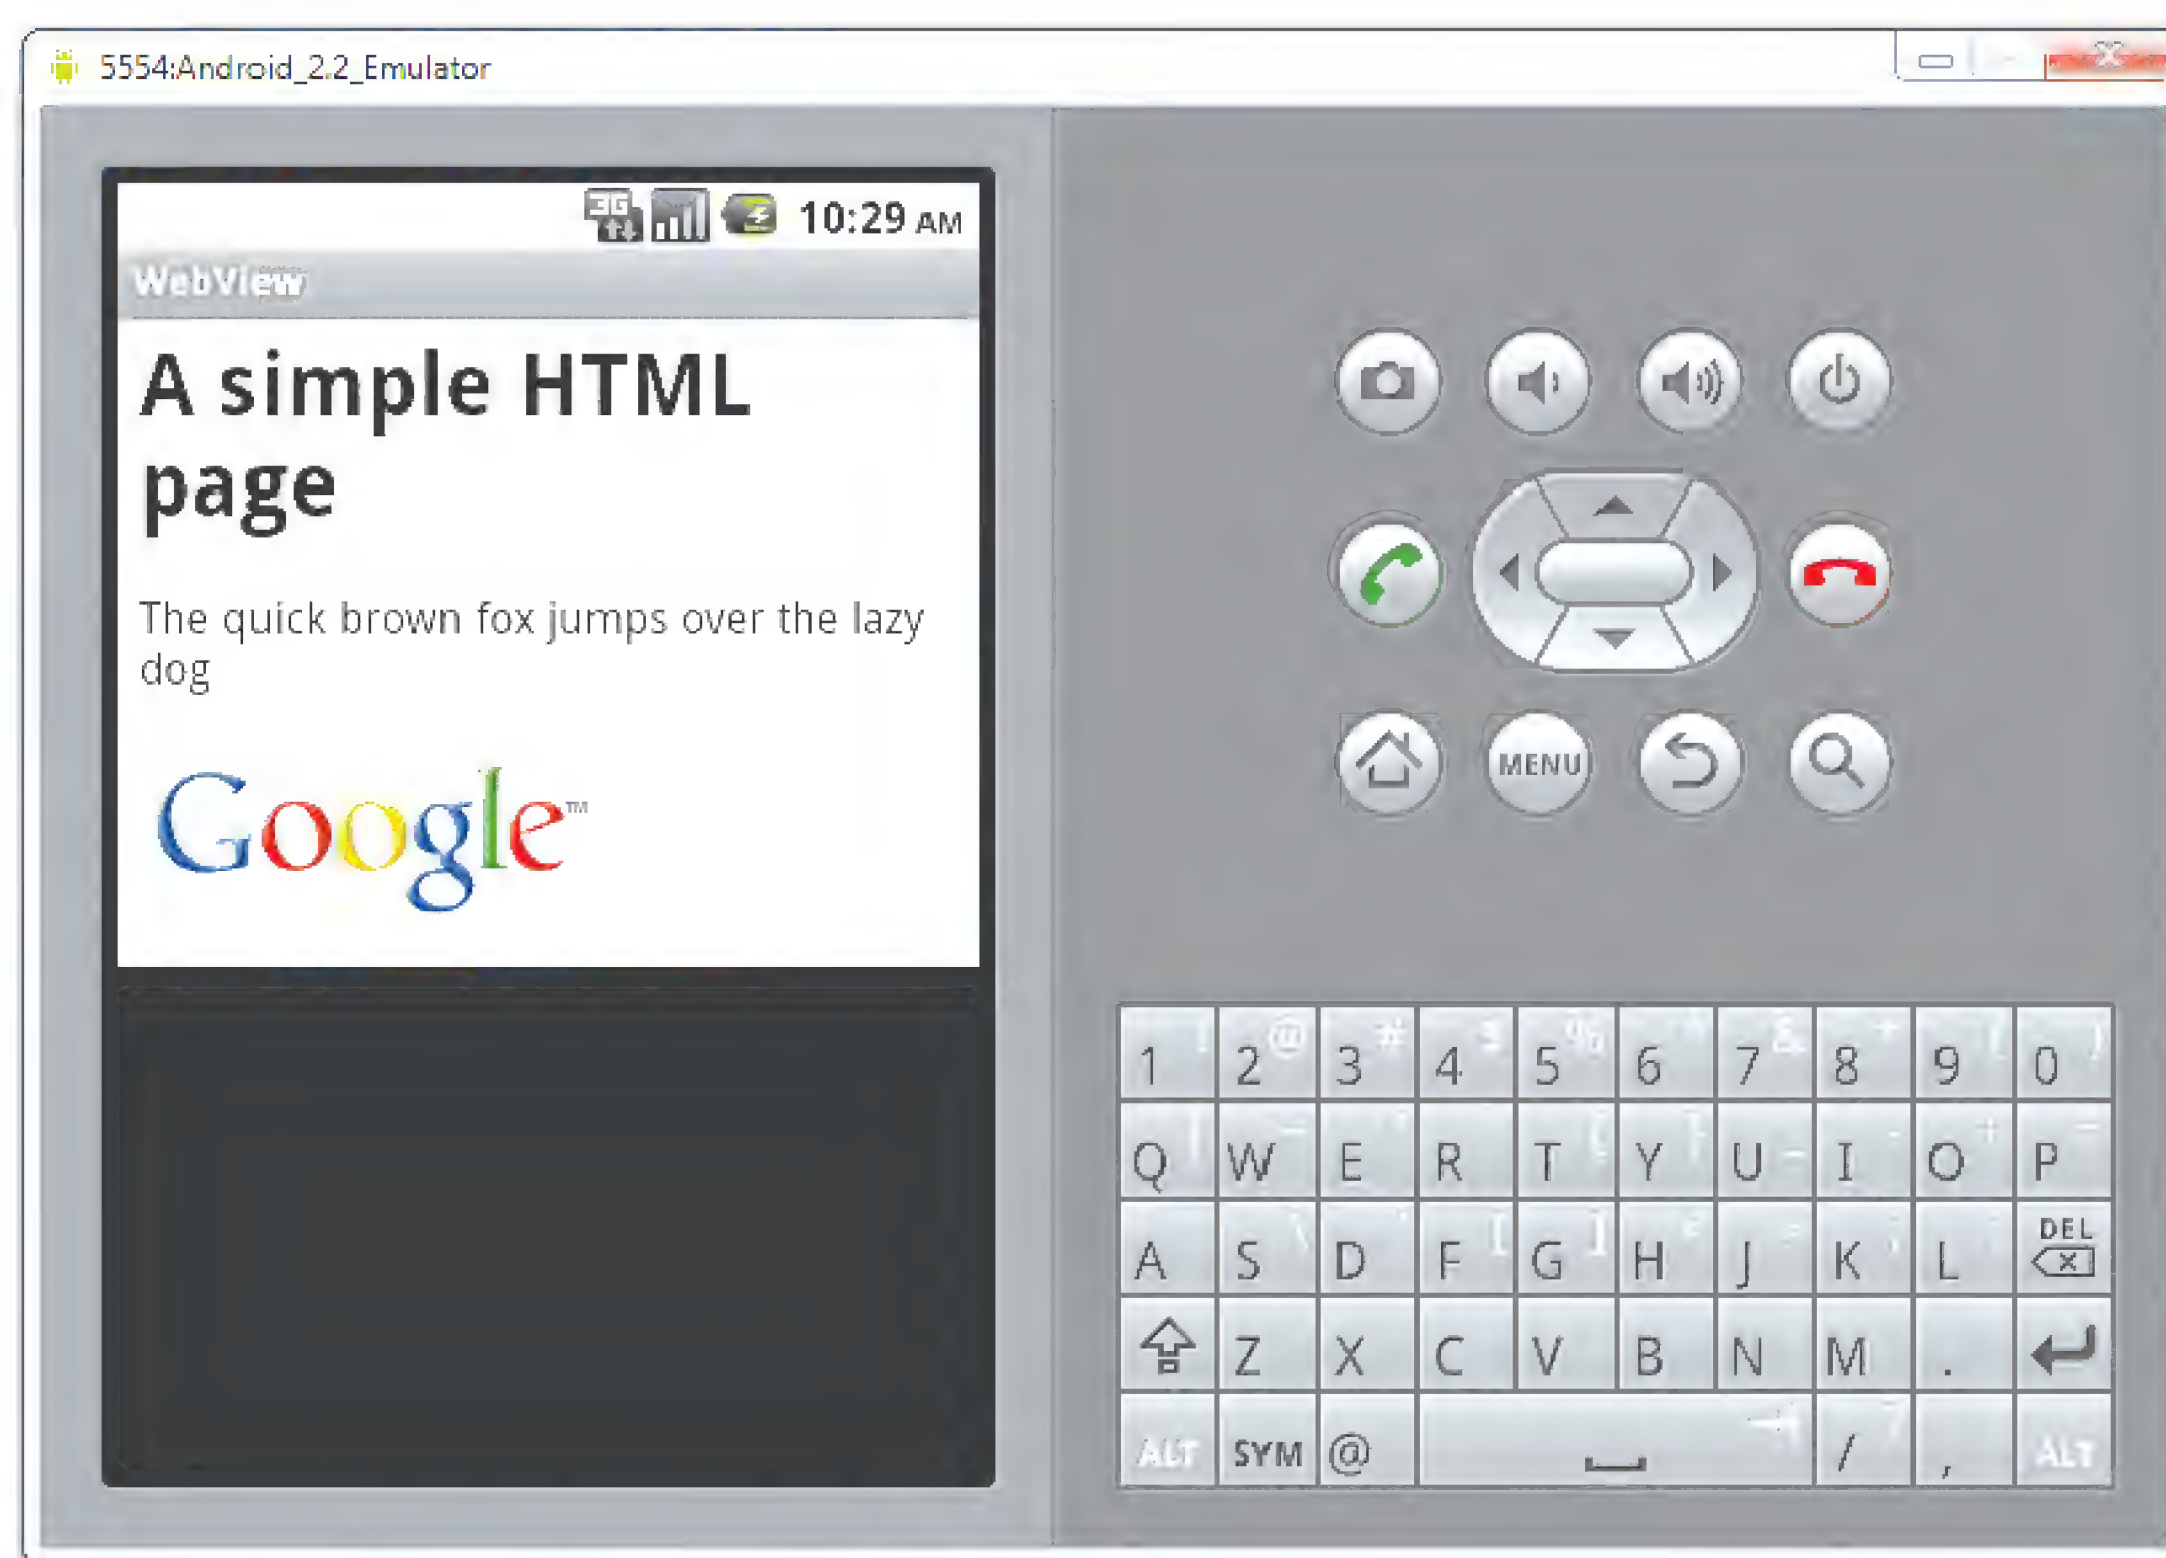 5554:Android_2.2_Emulator
3G 10:29 AM
WebView
A simple HTML
page
The quick brown fox jumps over the lazy
dog
Google™
MENU
1 2 @ 3 # 4 $ 5 % 6 7 & 8 9 ( 0 )
Q W E R T Y U I O + P
A S \ D F [ G ] H J K L DEL
Z X C V B N M .
ALT SYM @ / , ALT